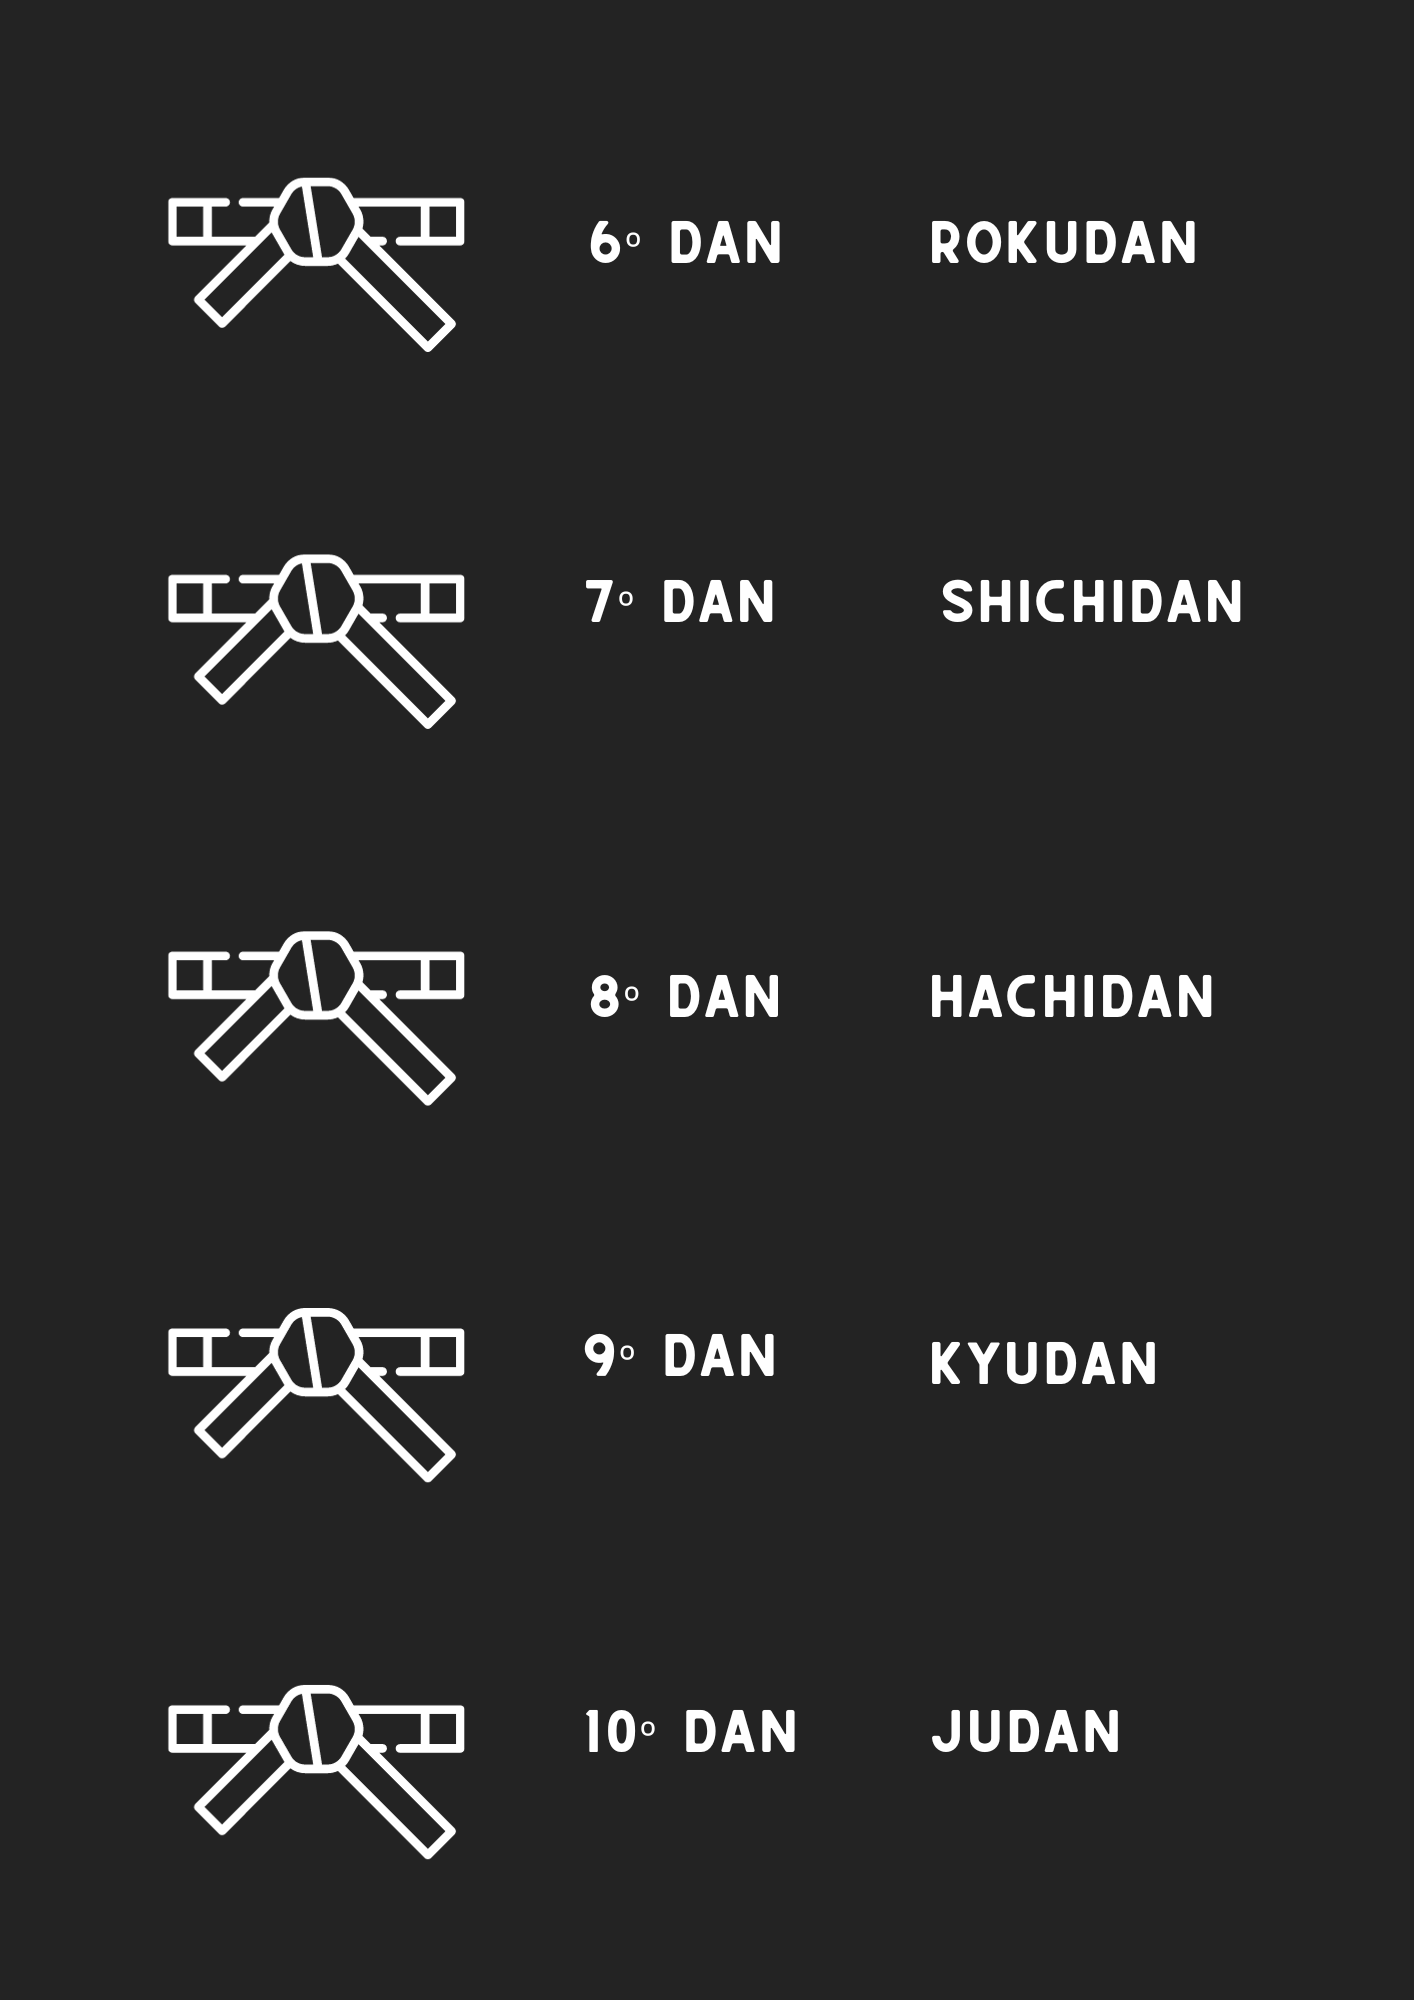 6º DAN ROKUDAN
7º DAN SHICHIDAN
8º DAN HACHIDAN
9º DAN KYUDAN
10º DAN JUDAN